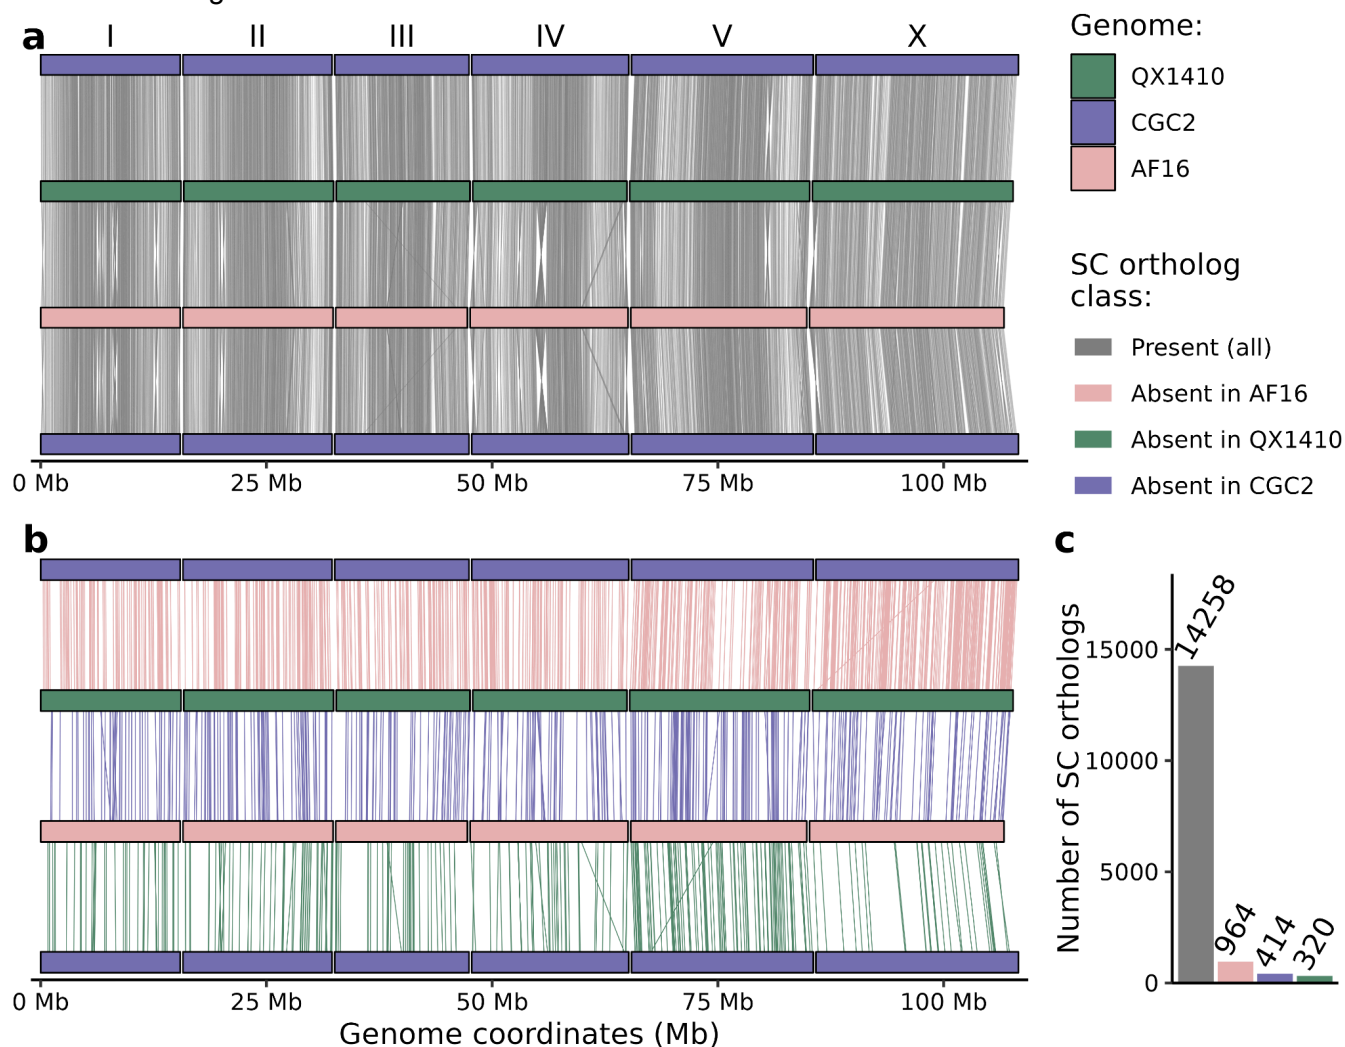 a
I II III IV V X
0 Mb 25 Mb 50 Mb 75 Mb 100 Mb
Genome:
QX1410
CGC2
AF16
SC ortholog
class:
Present (all)
Absent in AF16
Absent in QX1410
Absent in CGC2
b
0 Mb 25 Mb 50 Mb 75 Mb 100 Mb
Genome coordinates (Mb)
c
Number of SC orthologs
15000
10000
5000
0
14258
964
414
320